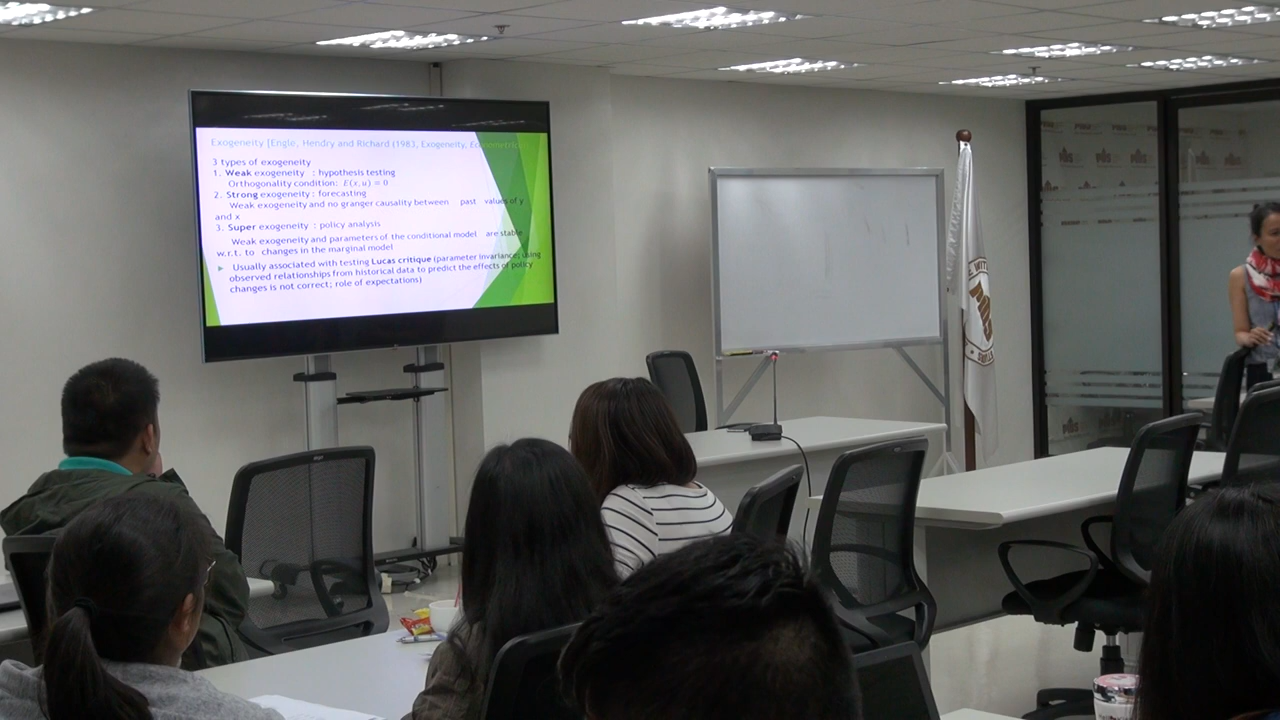 Exogeneity [Engle, Hendry and Richard (1983, Exogeneity, Econometrica)
3 types of exogeneity
1. Weak exogeneity : hypothesis testing
Orthogonality condition: E(x,u) = 0
2. Strong exogeneity : forecasting
Weak exogeneity and no granger causality between past values of y
and x
3. Super exogeneity : policy analysis
Weak exogeneity and parameters of the conditional model are stable
w.r.t. to changes in the marginal model
Usually associated with testing Lucas critique (parameter invariance; using
observed relationships from historical data to predict the effects of policy
changes is not correct; role of expectations)